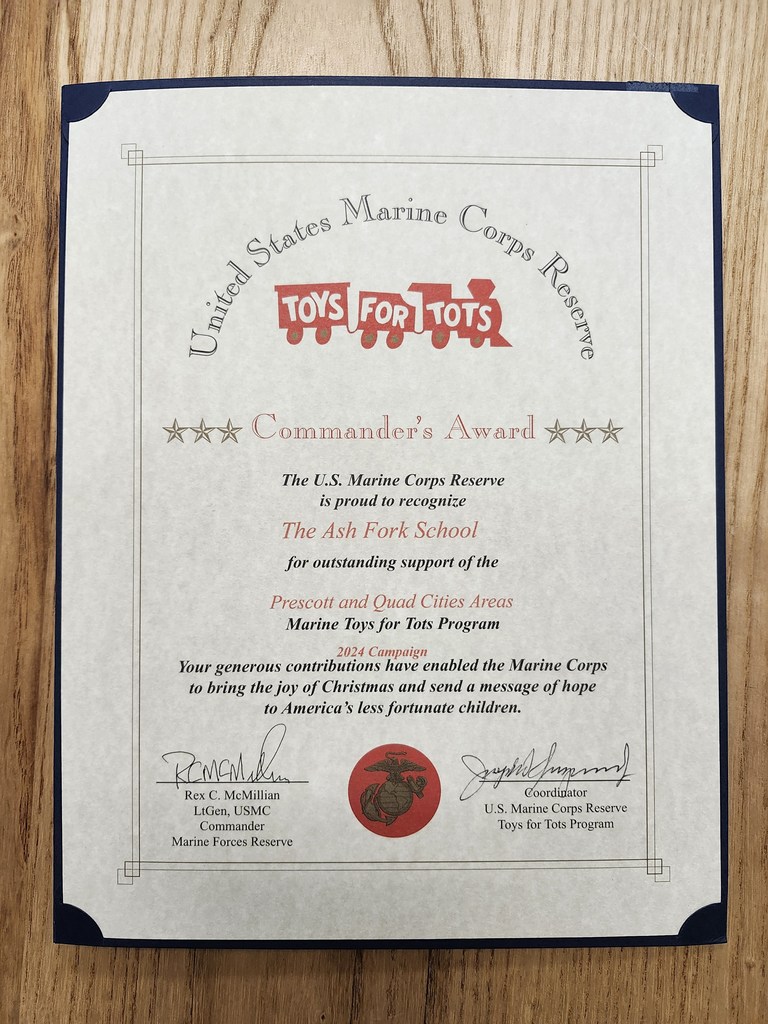 United States Marine Corps Reserve
TOYS FOR TOTS
Commander's Award
The U.S. Marine Corps Reserve
is proud to recognize
The Ash Fork School
for outstanding support of the
Prescott and Quad Cities Areas
Marine Toys for Tots Program
2024 Campaign
Your generous contributions have enabled the Marine Corps
to bring the joy of Christmas and send a message of hope
to America's less fortunate children.
Rex C. McMillian
LtGen, USMC
Commander
Marine Forces Reserve
Coordinator
U.S. Marine Corps Reserve
Toys for Tots Program